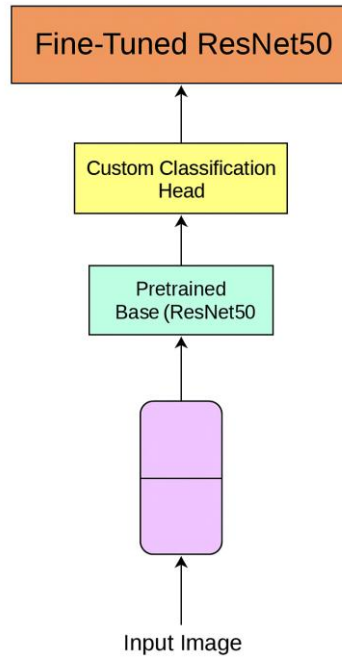 Fine-Tuned ResNet50
Custom Classification
Head
Pretrained
Base (ResNet50
Input Image